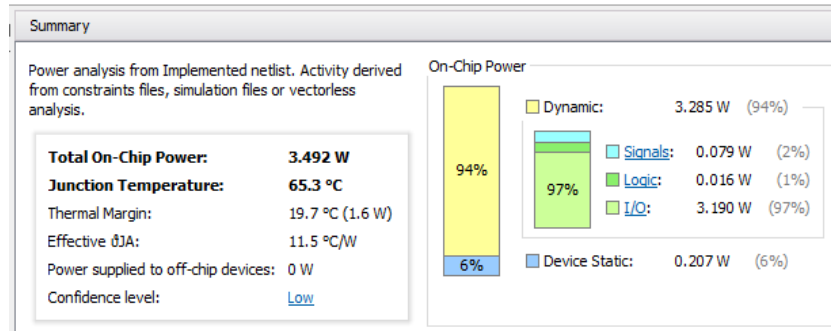 Summary
Power analysis from Implemented netlist. Activity derived
from constraints files, simulation files or vectorless
analysis.
Total On-Chip Power: 3.492 W
Junction Temperature: 65.3 °C
Thermal Margin: 19.7 °C (1.6 W)
Effective ϑJA: 11.5 °C/W
Power supplied to off-chip devices: 0 W
Confidence level: Low
On-Chip Power
94%
6%
Dynamic: 3.285 W (94%)
97%
Signals: 0.079 W (2%)
Logic: 0.016 W (1%)
I/O: 3.190 W (97%)
Device Static: 0.207 W (6%)